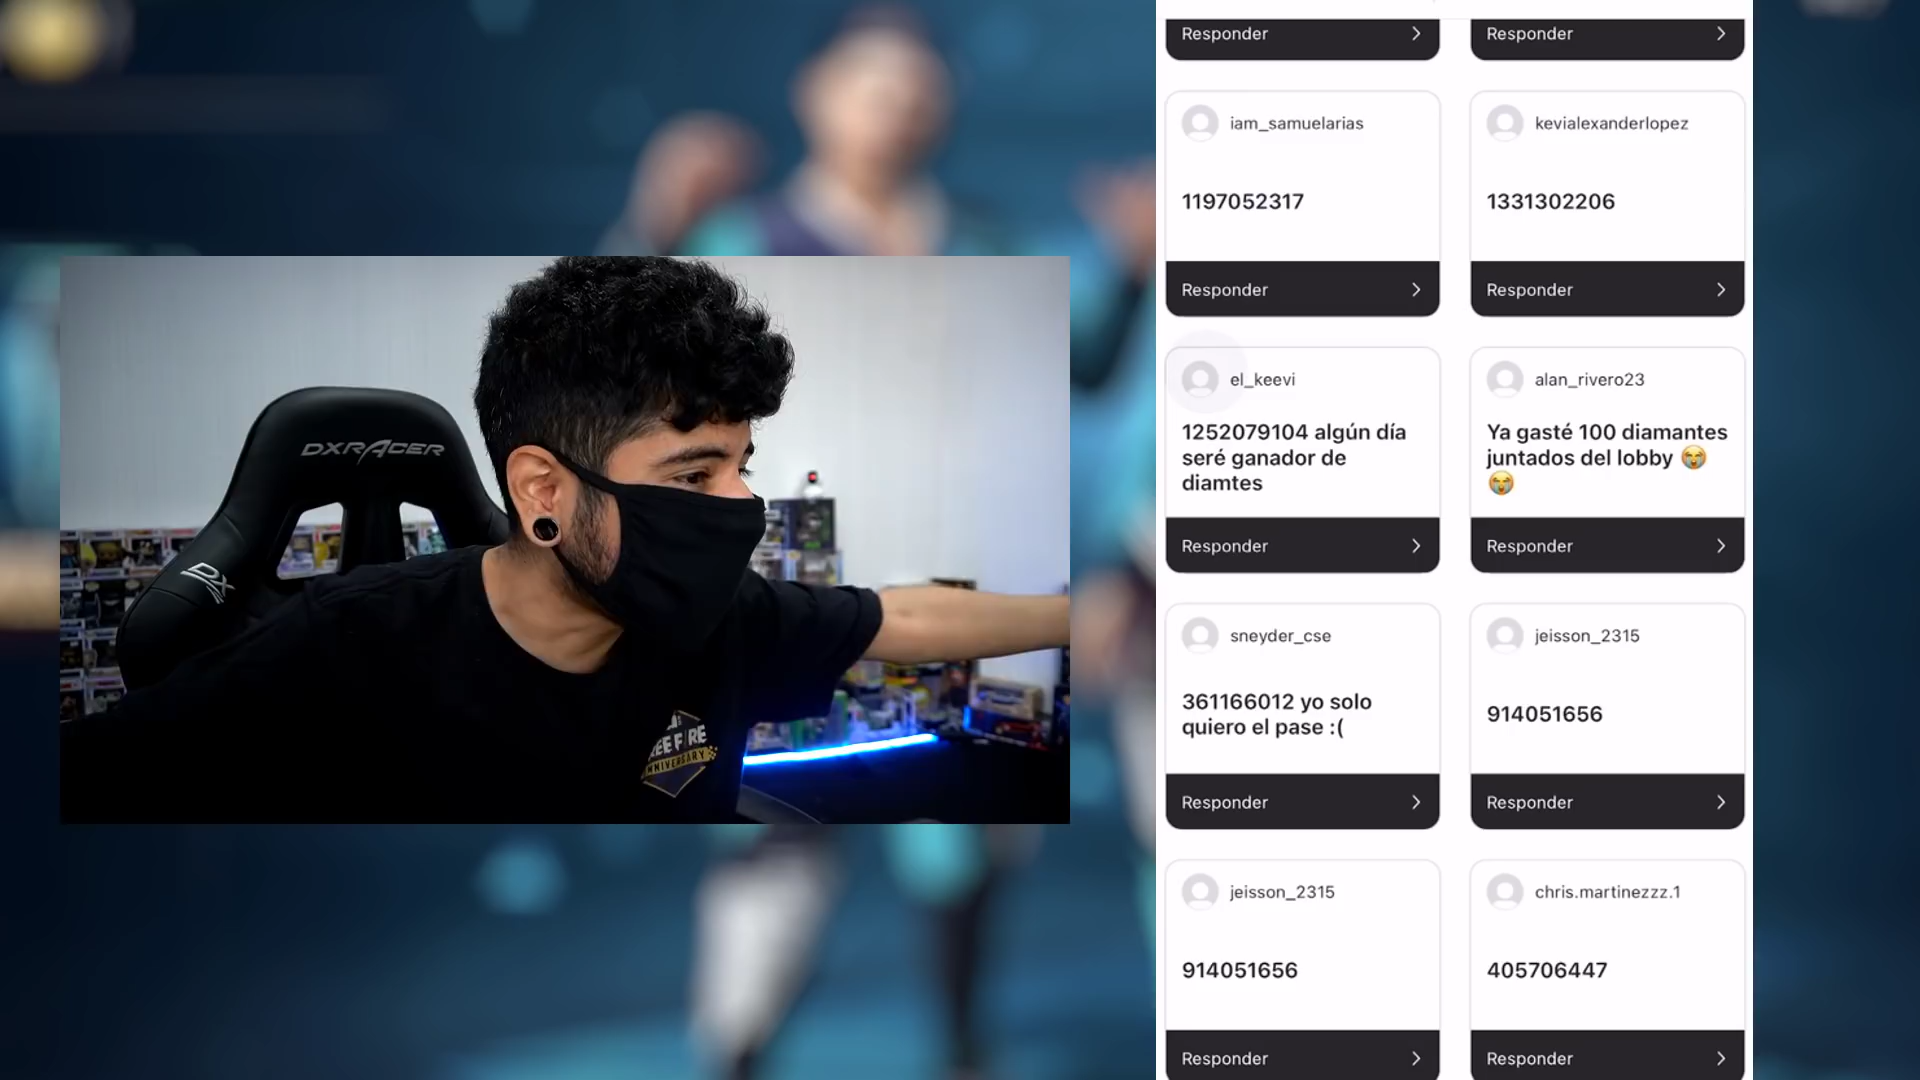 Responder
Responder
iam_samuelarias
1197052317
Responder
kevialexanderlopez
1331302206
Responder
el_keevi
1252079104 algún día
seré ganador de
diamtes
Responder
alan_rivero23
Ya gasté 100 diamantes
juntados del lobby 😭
😭
Responder
sneyder_cse
361166012 yo solo
quiero el pase :(
Responder
jeisson_2315
914051656
Responder
jeisson_2315
914051656
Responder
chris.martinezzz.1
405706447
Responder
DXRACER
DX